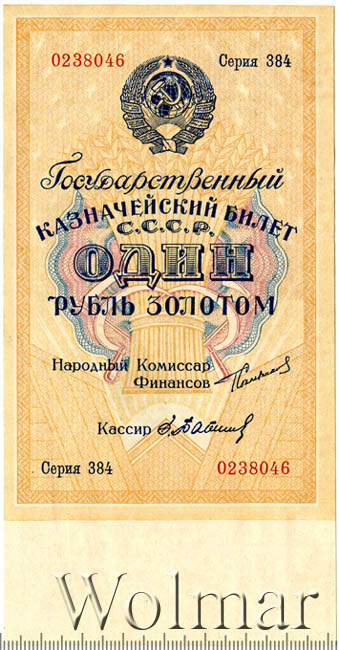 0238046 Серия 384
Государственный
КАЗНАЧЕЙСКИЙ БИЛЕТ
С.С.С.Р.
ОДИН
РУБЛЬ ЗОЛОТОМ
Народный Комиссар
Финансов
Кассир
Серия 384 0238046
Wolmar